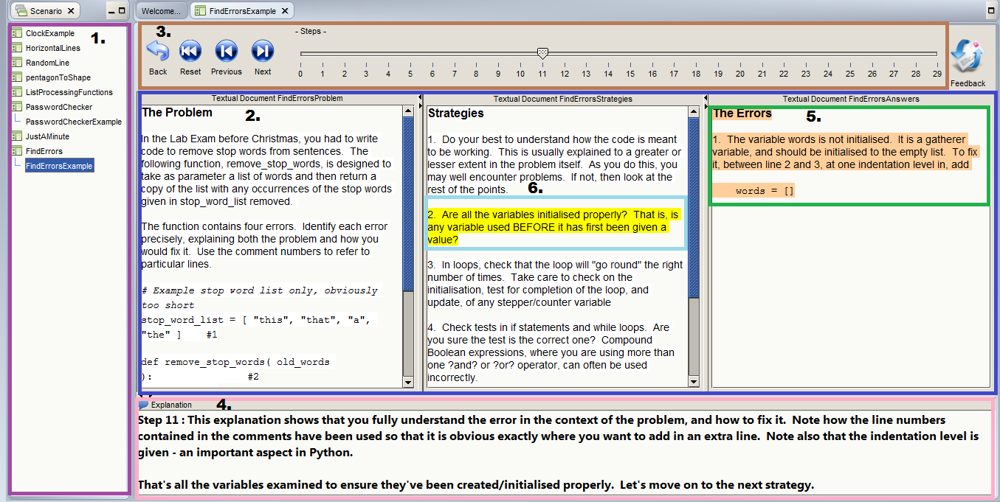 Scenario
Welcome...
FindErrorsExample
1.
ClockExample
HorizontalLines
RandomLine
pentagonToShape
ListProcessingFunctions
PasswordChecker
PasswordCheckerExample
JustAMinute
FindErrors
FindErrorsExample
3.
- Steps -
Back
Reset
Previous
Next
0 1 2 3 4 5 6 7 8 9 10 11 12 13 14 15 16 17 18 19 20 21 22 23 24 25 26 27 28 29
Feedback
Textual Document FindErrorsProblem
The Problem
2.
In the Lab Exam before Christmas, you had to write
code to remove stop words from sentences. The
following function, remove_stop_words, is designed to
take as parameter a list of words and then return a
copy of the list with any occurrences of the stop words
given in stop_word_list removed.
The function contains four errors. Identify each error
precisely, explaining both the problem and how you
would fix it. Use the comment numbers to refer to
particular lines.
# Example stop word list only, obviously
too short
stop_word_list = [ "this", "that", "a",
"the" ] #1
def remove_stop_words( old_words
): #2
Textual Document FindErrorsStrategies
Strategies
1. Do your best to understand how the code is meant
to be working. This is usually explained to a greater or
lesser extent in the problem itself. As you do this, you
may well encounter problems. If not, then look at the
rest of the points.
6.
2. Are all the variables initialised properly? That is, is
any variable used BEFORE it has first been given a
value?
3. In loops, check that the loop will "go round" the right
number of times. Take care to check on the
initialisation, test for completion of the loop, and
update, of any stepper/counter variable
4. Check tests in if statements and while loops. Are
you sure the test is the correct one? Compound
Boolean expressions, where you are using more than
one ?and? or ?or? operator, can often be used
incorrectly.
Textual Document FindErrorsAnswers
The Errors
5.
1. The variable words is not initialised. It is a gatherer
variable, and should be initialised to the empty list. To fix
it, between line 2 and 3, at one indentation level in, add
words = []
Explanation
4.
Step 11 : This explanation shows that you fully understand the error in the context of the problem, and how to fix it. Note how the line numbers
contained in the comments have been used so that it is obvious exactly where you want to add in an extra line. Note also that the indentation level is
given - an important aspect in Python.
That's all the variables examined to ensure they've been created/initialised properly. Let's move on to the next strategy.